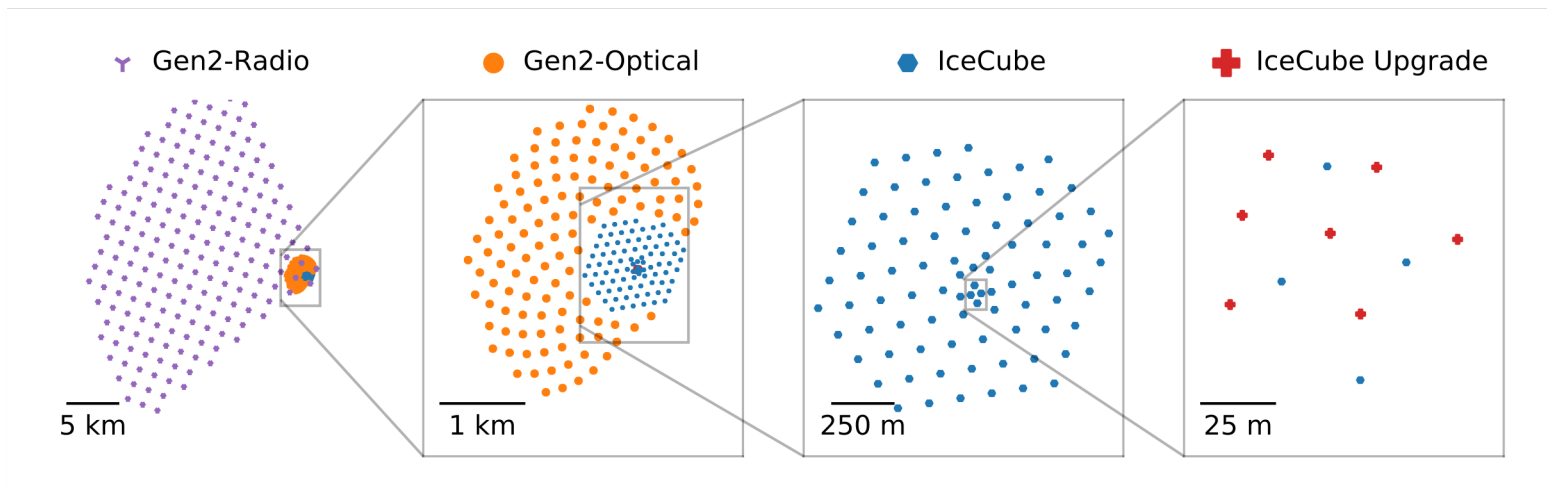 Gen2-Radio
Gen2-Optical
IceCube
IceCube Upgrade
5 km
1 km
250 m
25 m